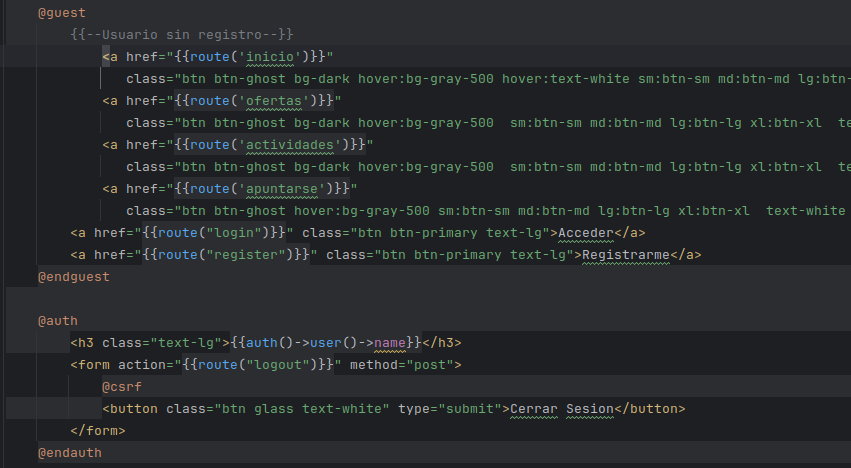 @guest
{{--Usuario sin registro--}}
<a href="{{route('inicio')}}"
class="btn btn-ghost bg-dark hover:bg-gray-500 hover:text-white sm:btn-sm md:btn-md lg:btn-
<a href="{{route('ofertas')}}"
class="btn btn-ghost bg-dark hover:bg-gray-500  sm:btn-sm md:btn-md lg:btn-lg xl:btn-xl  te
<a href="{{route('actividades')}}"
class="btn btn-ghost bg-dark hover:bg-gray-500  sm:btn-sm md:btn-md lg:btn-lg xl:btn-xl  te
<a href="{{route('apuntarse')}}"
class="btn btn-ghost hover:bg-gray-500 sm:btn-sm md:btn-md lg:btn-lg xl:btn-xl  text-white
<a href="{{route("login")}}" class="btn btn-primary text-lg">Acceder</a>
<a href="{{route("register")}}" class="btn btn-primary text-lg">Registrarme</a>
@endguest
@auth
<h3 class="text-lg">{{auth()->user()->name}}</h3>
<form action="{{route("logout")}}" method="post">
@csrf
<button class="btn glass text-white" type="submit">Cerrar Sesion</button>
</form>
@endauth